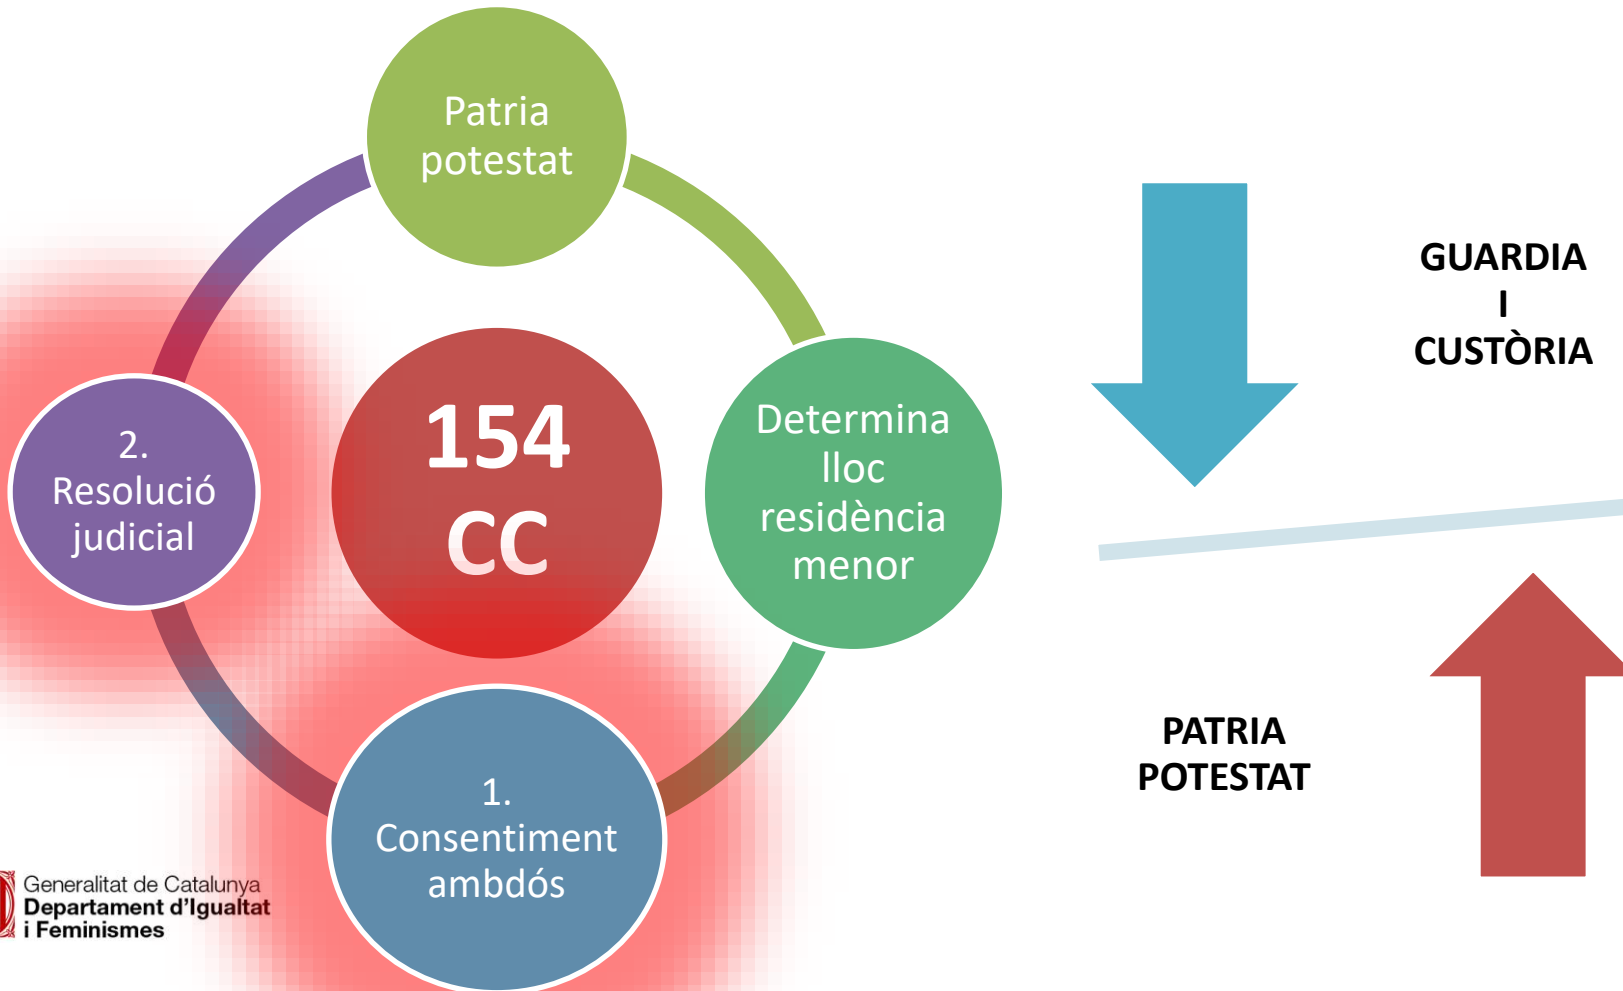 Patria
potestat
GUARDIA
I
CUSTÒRIA
154
CC
Determina
lloc
residència
menor
2.
Resolució
judicial
PATRIA
POTESTAT
1.
Consentiment
ambdós
Generalitat de Catalunya
Departament d'Igualtat
i Feminismes